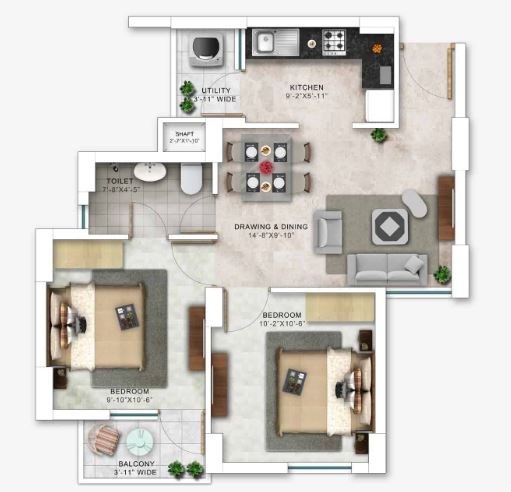 KITCHEN
9'-2"X5'-11"
UTILITY
3'-11" WIDE
SHAFT
2'-7"X1'-10"
TOILET
7'-8"X4'-5"
DRAWING & DINING
14'-8"X9'-10"
BEDROOM
10'-2"X10'-6"
BEDROOM
9'-10"X10'-6"
BALCONY
3'-11" WIDE